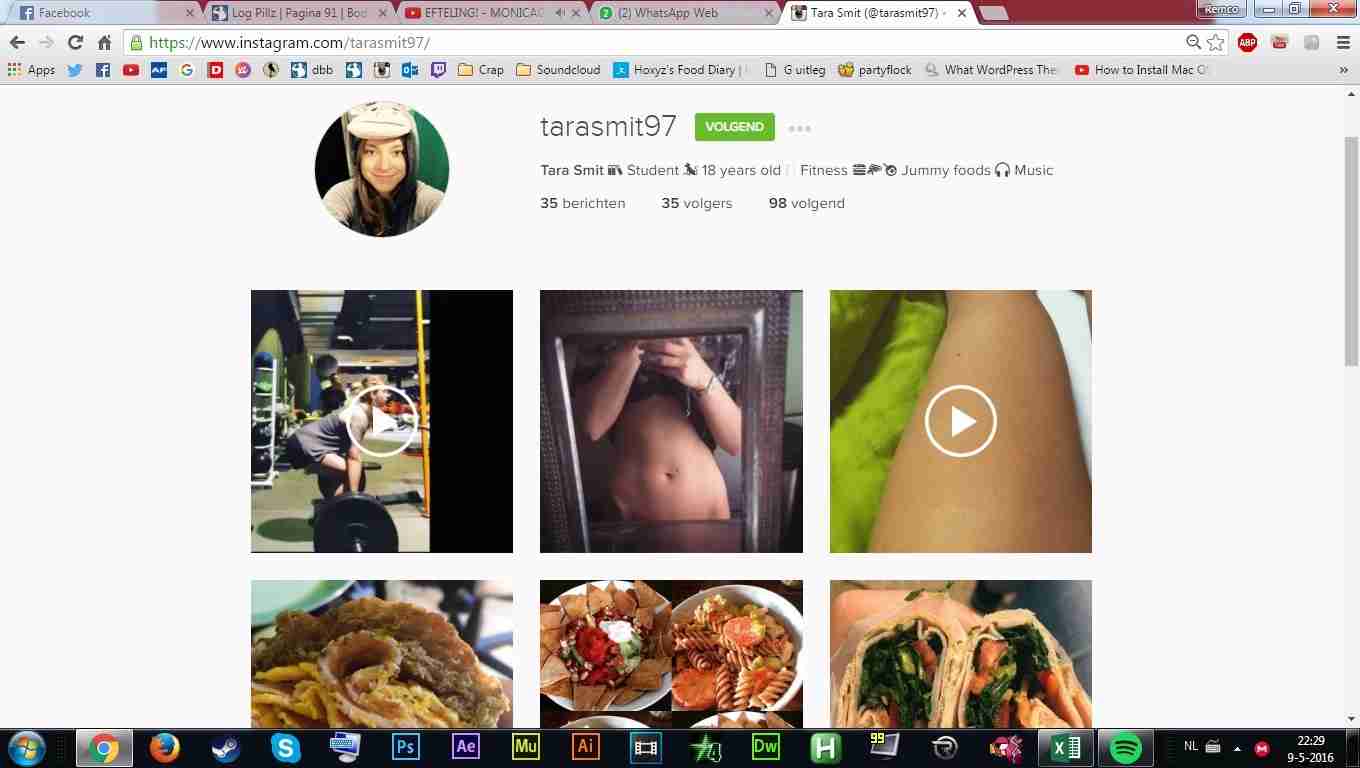 Facebook
Log Pillz | Pagina 91 | Bod
EFTELING! - MONICAG
(2) WhatsApp Web
Tara Smit (@tarasmit97) •
Remco
https://www.instagram.com/tarasmit97/
ABP
Apps
dbb
Crap
Soundcloud
Hoxyz's Food Diary |
G uitleg
partyflock
What WordPress The
How to Install Mac O
»
tarasmit97
VOLGEND
Tara Smit Student 18 years old Fitness Jummy foods Music
35 berichten 35 volgers 98 volgend
Ps
Ae
Mu
Ai
Dw
H
99
NL
22:29
9-5-2016